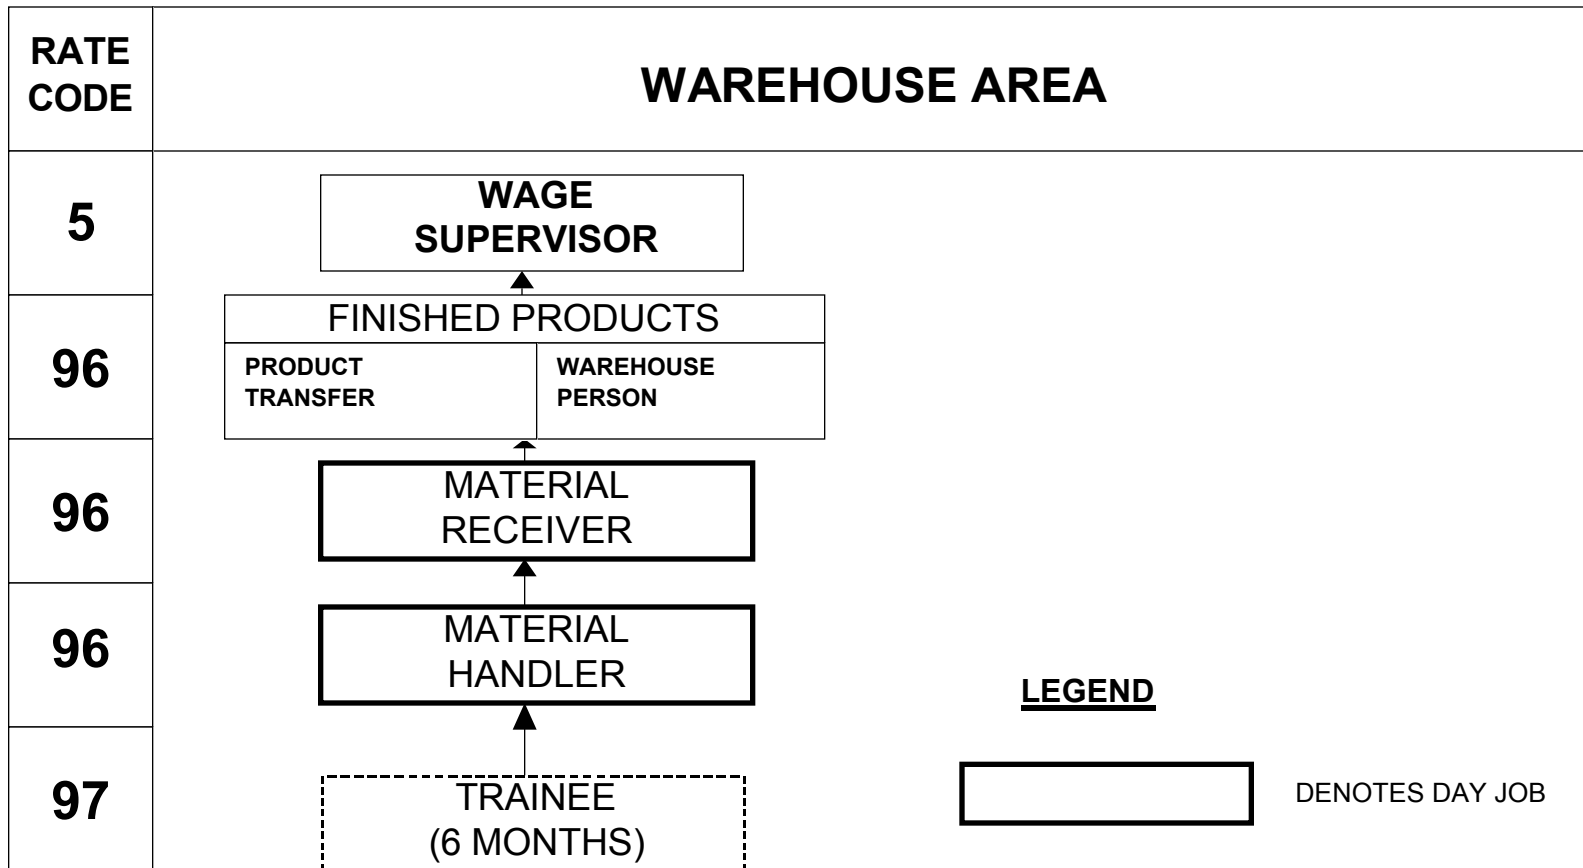 RATE
CODE
WAREHOUSE AREA
5
WAGE
SUPERVISOR
96
FINISHED PRODUCTS
PRODUCT
TRANSFER
WAREHOUSE
PERSON
96
MATERIAL
RECEIVER
96
MATERIAL
HANDLER
LEGEND
97
TRAINEE
(6 MONTHS)
DENOTES DAY JOB